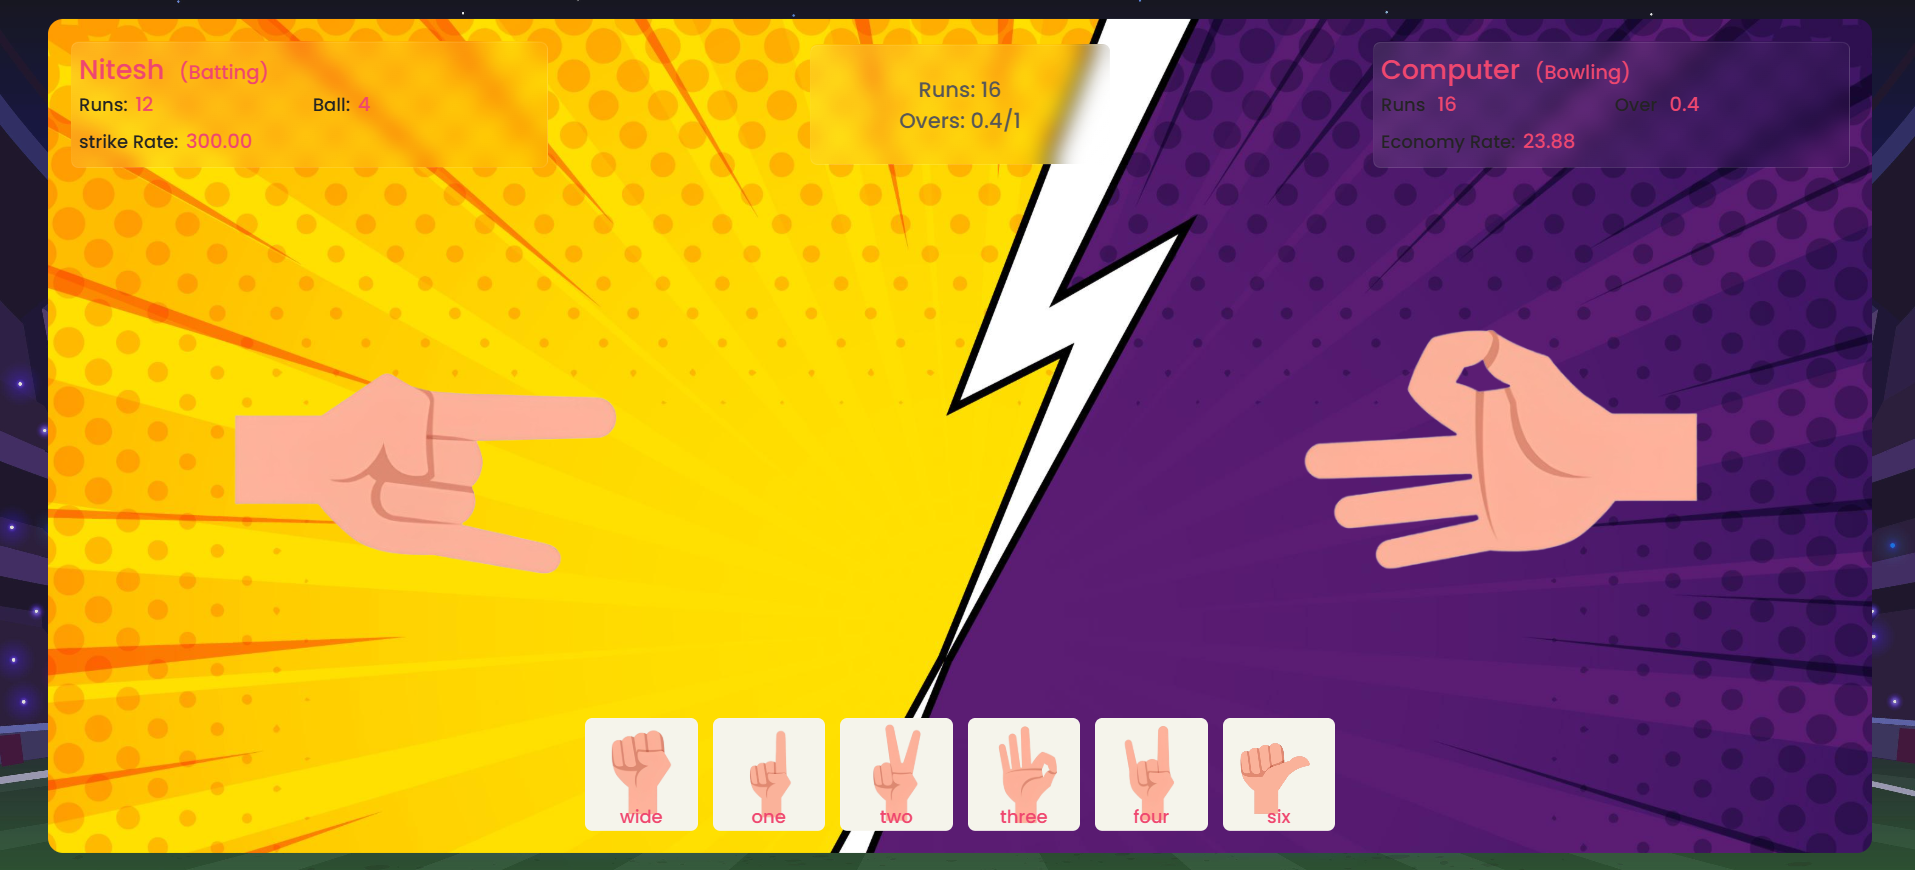 Nitesh (Batting)
Runs: 12 Ball: 4
strike Rate: 300.00
Runs: 16
Overs: 0.4/1
Computer (Bowling)
Runs 16 Over 0.4
Economy Rate: 23.88
wide
one
two
three
four
six